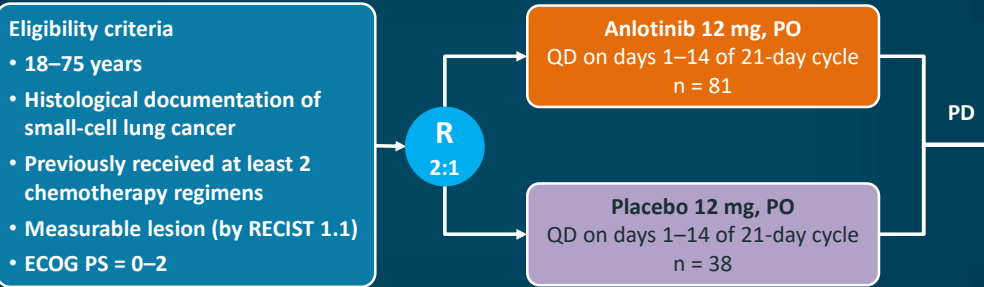 Eligibility criteria
• 18–75 years
• Histological documentation of
small-cell lung cancer
• Previously received at least 2
chemotherapy regimens
• Measurable lesion (by RECIST 1.1)
• ECOG PS = 0–2
R
2:1
Anlotinib 12 mg, PO
QD on days 1–14 of 21-day cycle
n = 81
Placebo 12 mg, PO
QD on days 1–14 of 21-day cycle
n = 38
PD